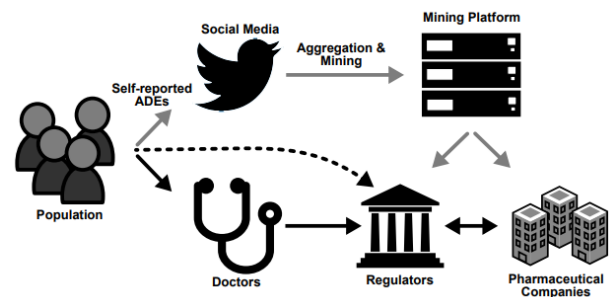 Social Media
Mining Platform
Aggregation &
Mining
Self-reported
ADEs
Population
Doctors
Regulators
Pharmaceutical
Companies